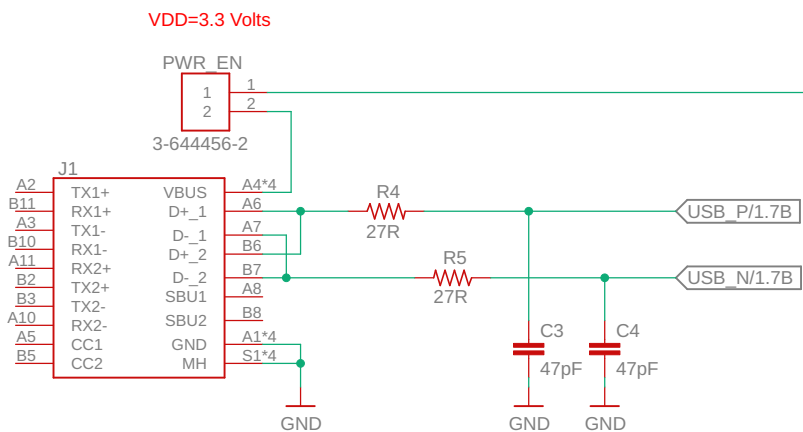 VDD=3.3 Volts
PWR_EN
1 1
2 2
3-644456-2
J1
A2 TX1+ VBUS A4*4
B11 RX1+ D+_1 A6
A3 TX1- D-_1 A7
B10 RX1- D+_2 B6
A11 RX2+ D-_2 B7
B2 TX2+ SBU1 A8
B3 TX2- SBU2 B8
A10 RX2- GND A1*4
A5 CC1 MH S1*4
B5 CC2
R4
27R
USB_P/1.7B
R5
27R
USB_N/1.7B
C3
47pF
C4
47pF
GND
GND
GND